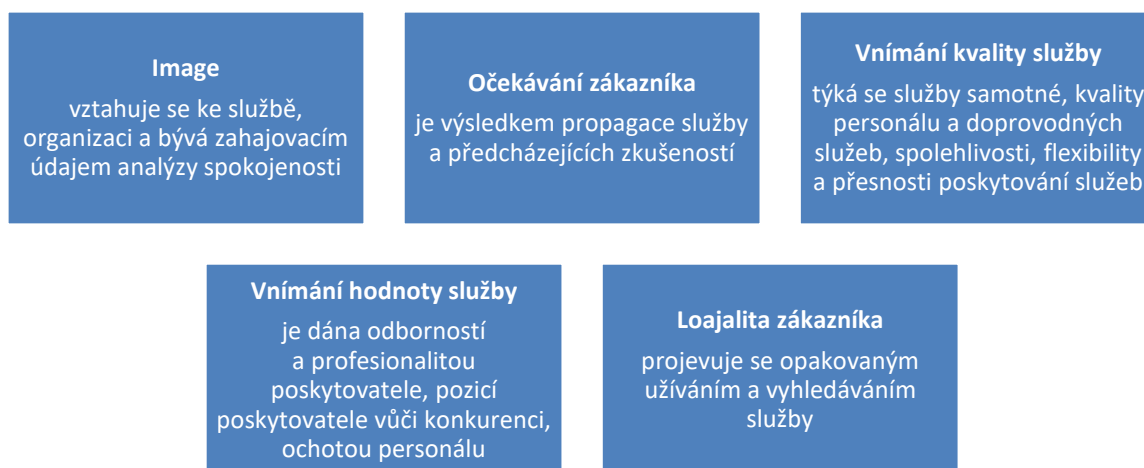 Image
vztahuje se ke službě,
organizaci a bývá zahajovacím
údajem analýzy spokojenosti
Očekávání zákazníka
je výsledkem propagace služby
a předcházejících zkušeností
Vnímání kvality služby
týká se služby samotné, kvality
personálu a doprovodných
služeb, spolehlivosti, flexibility
a přesnosti poskytování služeb
Vnímání hodnoty služby
je dána odborností
a profesionalitou
poskytovatele, pozicí
poskytovatele vůči konkurenci,
ochotou personálu
Loajalita zákazníka
projevuje se opakovaným
užíváním a vyhledáváním
služby